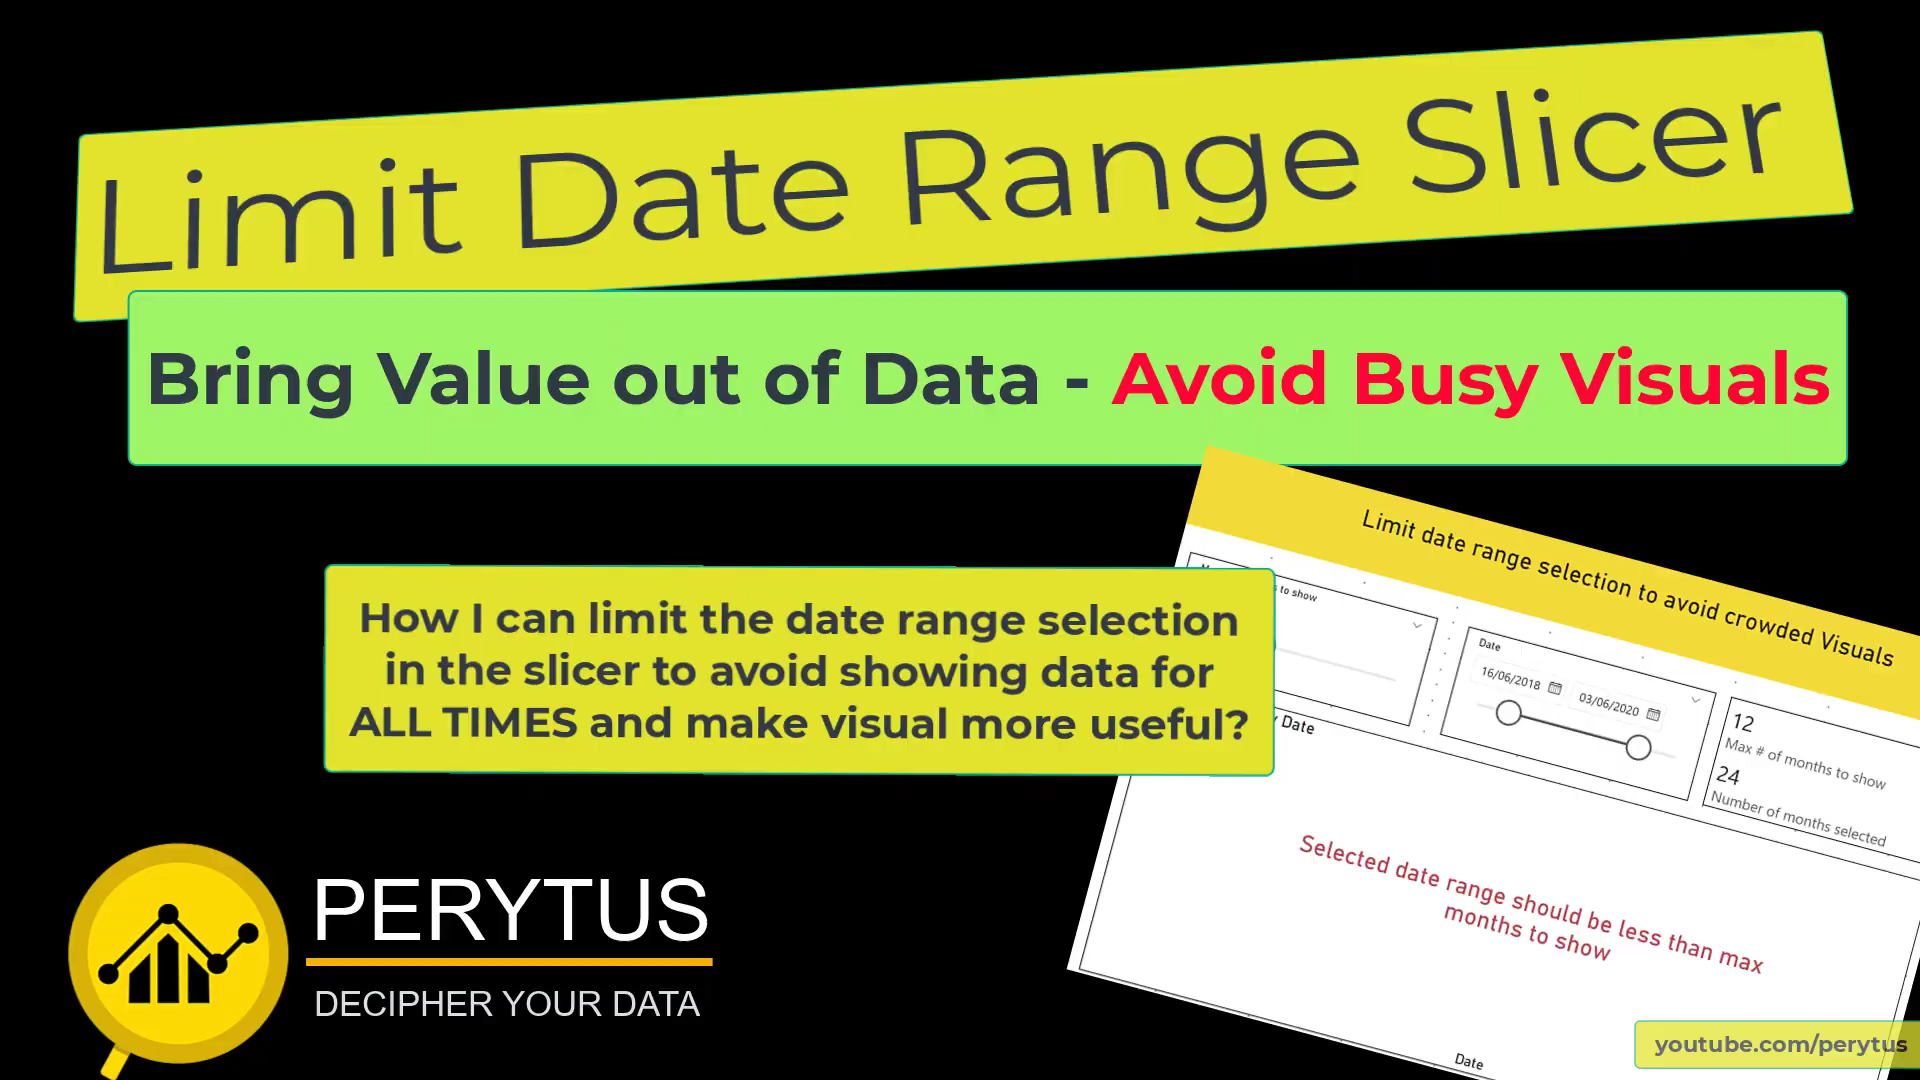 Limit Date Range Slicer
Bring Value out of Data - Avoid Busy Visuals
How I can limit the date range selection
in the slicer to avoid showing data for
ALL TIMES and make visual more useful?
Limit date range selection to avoid crowded Visuals
to show
Date
16/06/2018 03/06/2020
12
Max # of months to show
24
Number of months selected
Date
Selected date range should be less than max
months to show
Date
PERYTUS
DECIPHER YOUR DATA
youtube.com/perytus